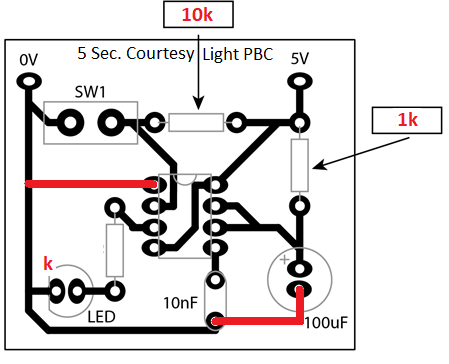 10k
5 Sec. Courtesy Light PBC
0V
5V
SW1
1k
k
+
LED
10nF
100uF